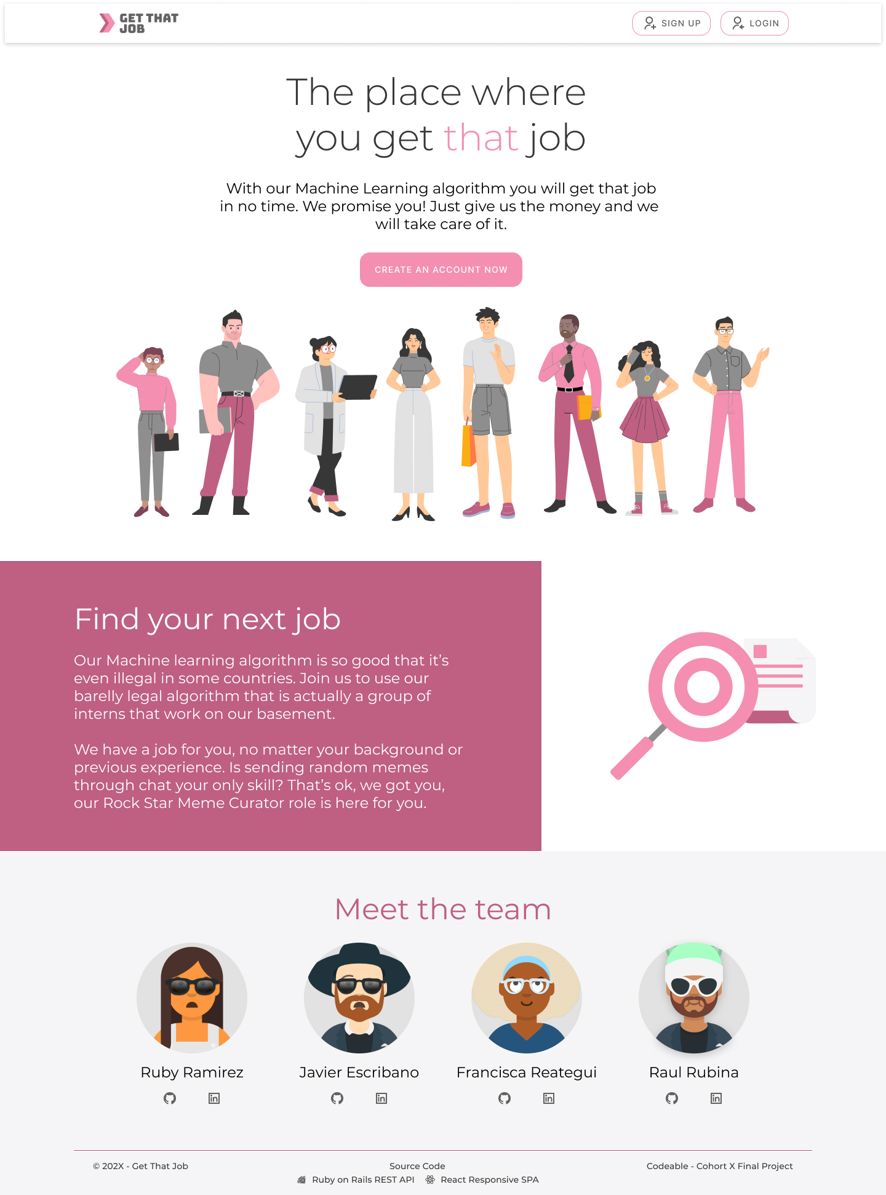 GET THAT
JOB
SIGN UP
LOGIN
The place where
you get that job
With our Machine Learning algorithm you will get that job
in no time. We promise you! Just give us the money and we
will take care of it.
CREATE AN ACCOUNT NOW
Find your next job
Our Machine learning algorithm is so good that it’s
even illegal in some countries. Join us to use our
barelly legal algorithm that is actually a group of
interns that work on our basement.
We have a job for you, no matter your background or
previous experience. Is sending random memes
through chat your only skill? That’s ok, we got you,
our Rock Star Meme Curator role is here for you.
Meet the team
Ruby Ramirez
Javier Escribano
Francisca Reategui
Raul Rubina
© 202X - Get That Job
Source Code
Ruby on Rails REST API
React Responsive SPA
Codeable - Cohort X Final Project